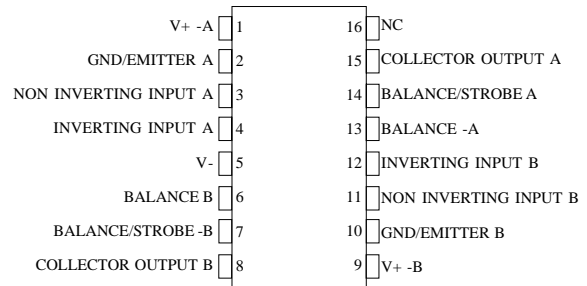 V+ -A 1 16 NC
GND/EMITTER A 2 15 COLLECTOR OUTPUT A
NON INVERTING INPUT A 3 14 BALANCE/STROBE A
INVERTING INPUT A 4 13 BALANCE -A
V- 5 12 INVERTING INPUT B
BALANCE B 6 11 NON INVERTING INPUT B
BALANCE/STROBE -B 7 10 GND/EMITTER B
COLLECTOR OUTPUT B 8 9 V+ -B